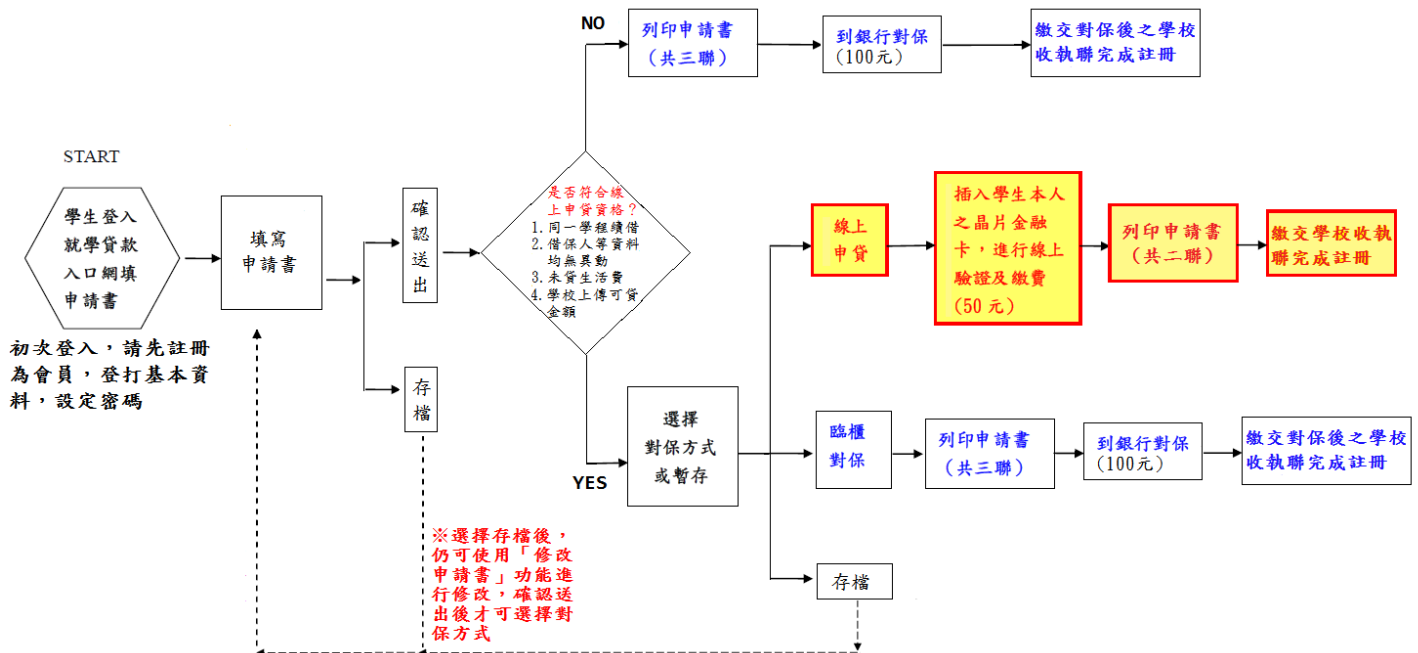 START
學生登入
就學貸款
入口網填
申請書
初次登入，請先註冊
為會員，登打基本資
料，設定密碼
填寫
申請書
確
認
送
出
存
檔
※選擇存檔後，
仍可使用「修改
申請書」功能進
行修改，確認送
出後才可選擇對
保方式
是否符合線
上申貸資格？
1. 同一學程續借
2. 借保人等資料
均無異動
3. 未貸生活費
4. 學校上傳可貸
金額
NO
列印申請書
(共三聯)
到銀行對保
(100元)
繳交對保後之學校
收執聯完成註冊
YES
選擇
對保方式
或暫存
線上
申貸
插入學生本人
之晶片金融
卡，進行線上
驗證及繳費
(50 元)
列印申請書
(共二聯)
繳交學校收執
聯完成註冊
臨櫃
對保
列印申請書
(共三聯)
到銀行對保
(100元)
繳交對保後之學校
收執聯完成註冊
存檔